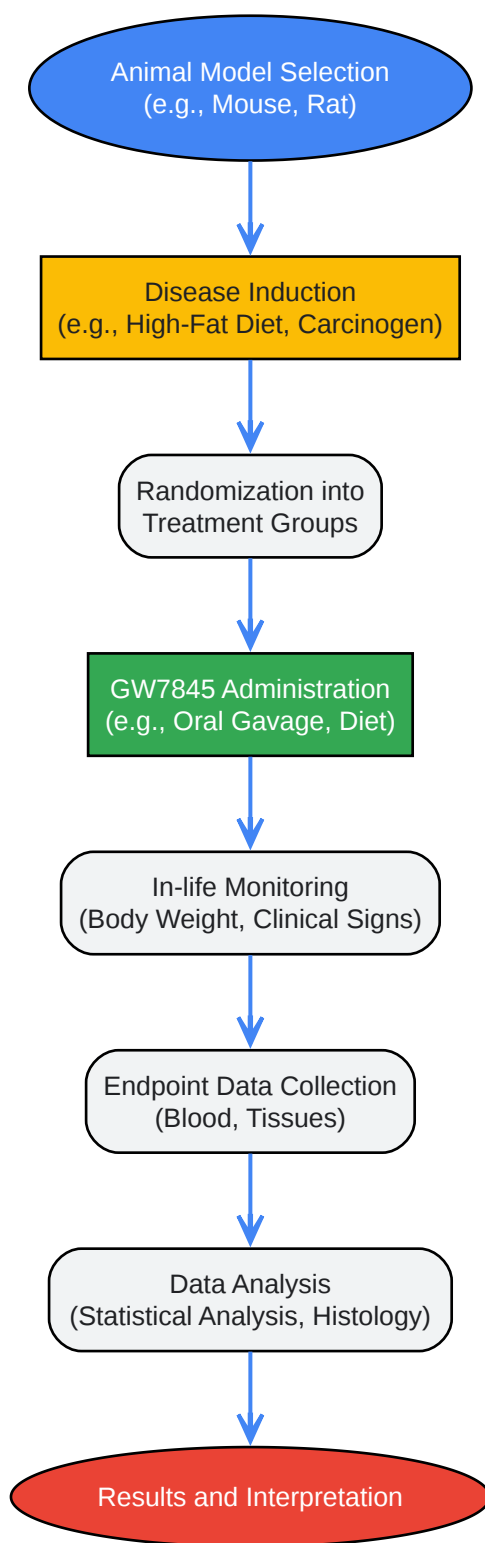 Animal Model Selection
(e.g., Mouse, Rat)
Disease Induction
(e.g., High-Fat Diet, Carcinogen)
Randomization into
Treatment Groups
GW7845 Administration
(e.g., Oral Gavage, Diet)
In-life Monitoring
(Body Weight, Clinical Signs)
Endpoint Data Collection
(Blood, Tissues)
Data Analysis
(Statistical Analysis, Histology)
Results and Interpretation